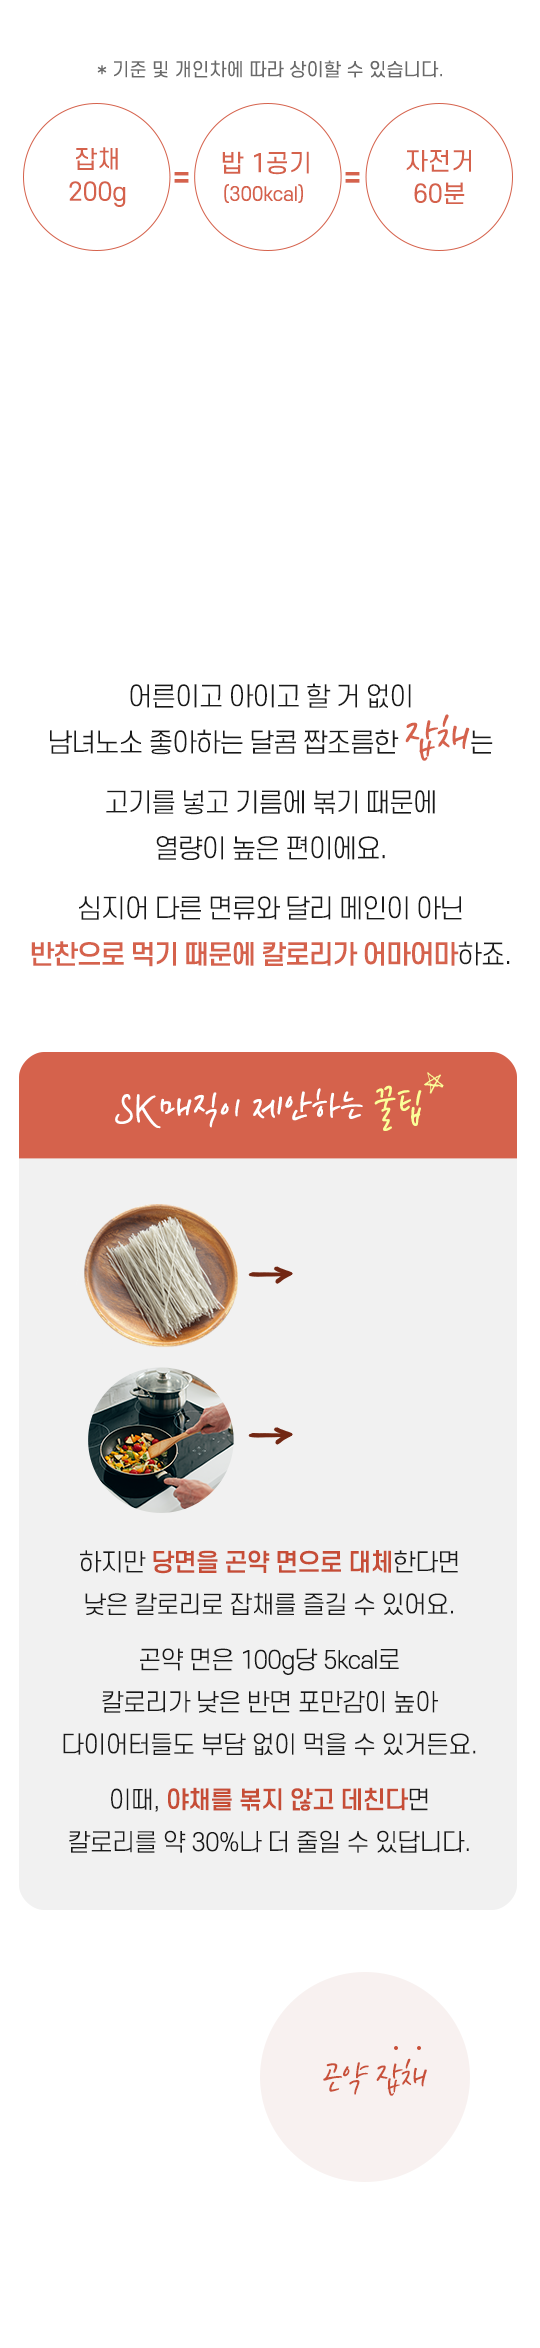 * 기준 및 개인차에 따라 상이할 수 있습니다.
잡채
200g
=
밥 1공기
(300kcal)
=
자전거
60분
어른이고 아이고 할 거 없이
남녀노소 좋아하는 달콤 짭조름한 잡채는
고기를 넣고 기름에 볶기 때문에
열량이 높은 편이에요.
심지어 다른 면류와 달리 메인이 아닌
반찬으로 먹기 때문에 칼로리가 어마어마하죠.
SK매직이 제안하는 꿀팁
하지만 당면을 곤약 면으로 대체한다면
낮은 칼로리로 잡채를 즐길 수 있어요.
곤약 면은 100g당 5kcal로
칼로리가 낮은 반면 포만감이 높아
다이어터들도 부담 없이 먹을 수 있거든요.
이때, 야채를 볶지 않고 데친다면
칼로리를 약 30%나 더 줄일 수 있답니다.
곤약 잡채